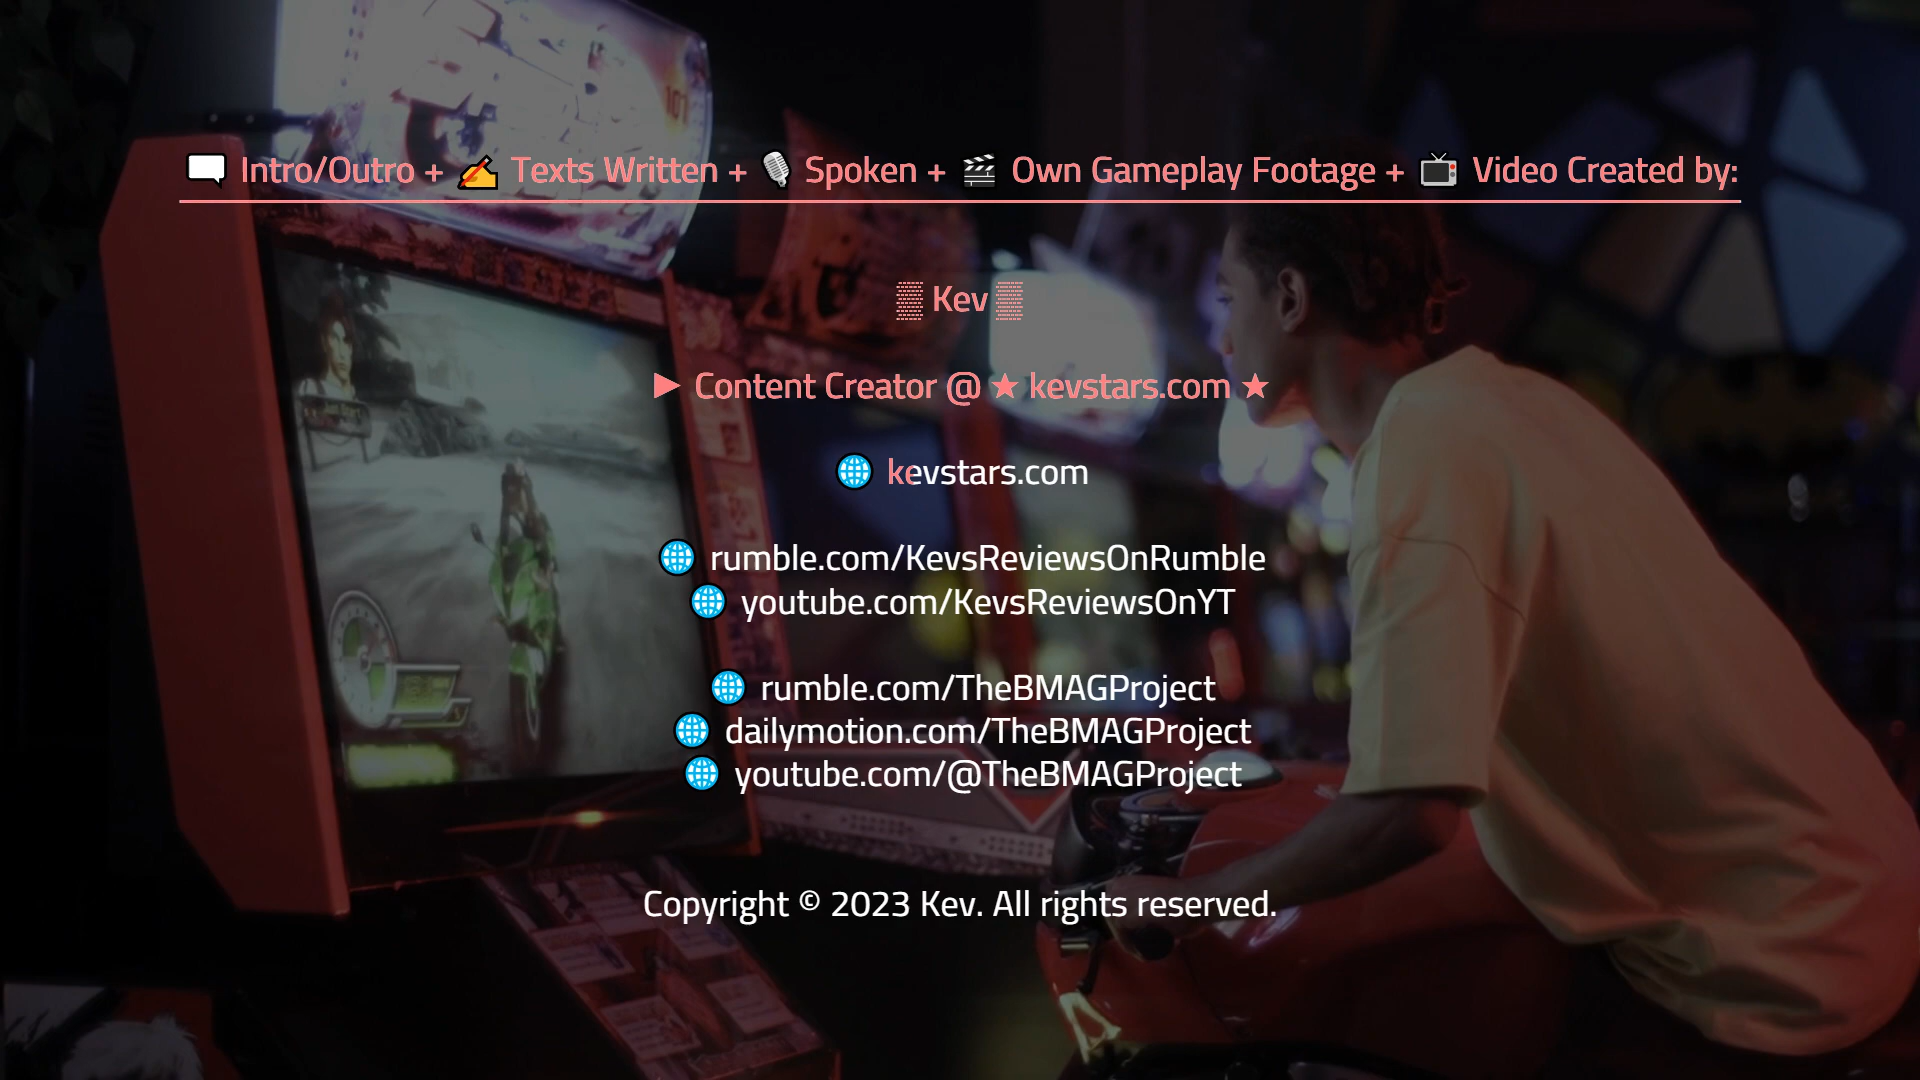 💬 Intro/Outro + ✍ Texts Written + 🎙 Spoken + 🎬 Own Gameplay Footage + 📺 Video Created by:
▒ Kev ▒
► Content Creator @ ★ kevstars.com ★
🌐 kevstars.com
🌐 rumble.com/KevsReviewsOnRumble
🌐 youtube.com/KevsReviewsOnYT
🌐 rumble.com/TheBMAGProject
🌐 dailymotion.com/TheBMAGProject
🌐 youtube.com/@TheBMAGProject
Copyright © 2023 Kev. All rights reserved.